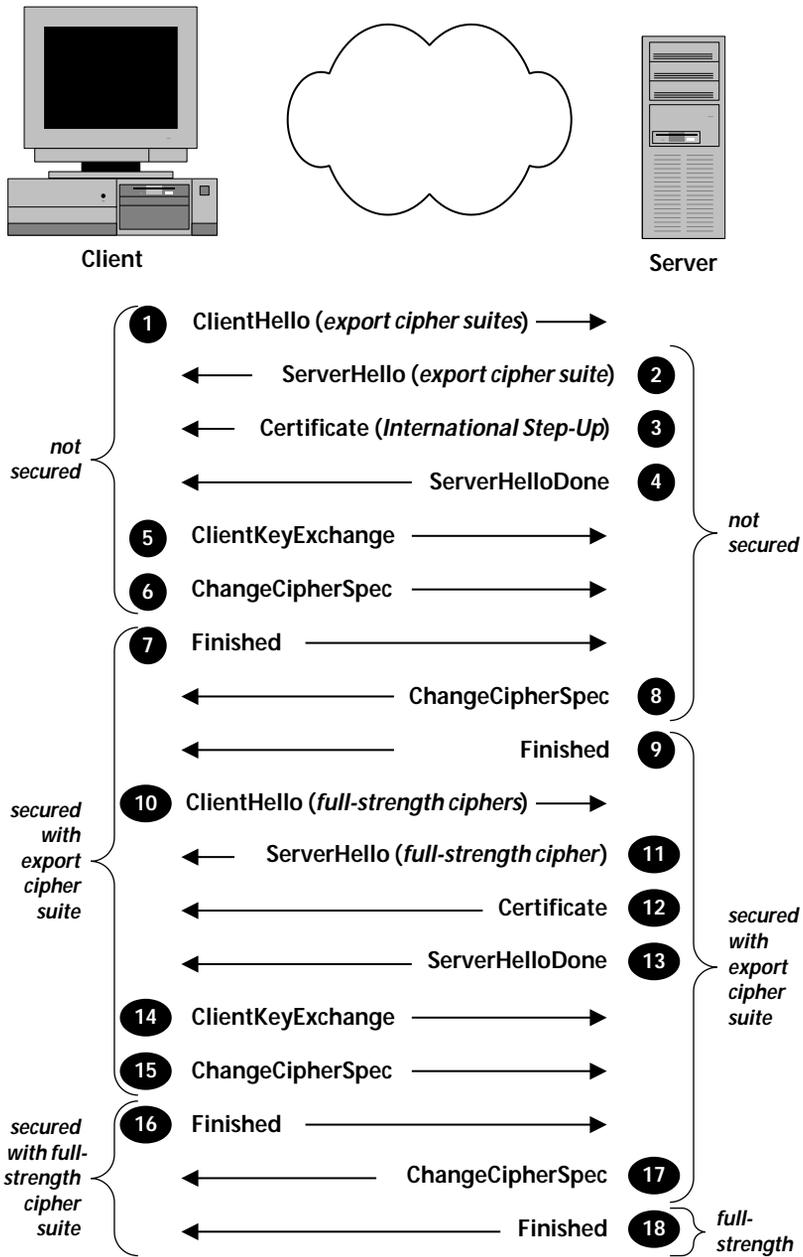 Client
Server
1 ClientHello (export cipher suites)
ServerHello (export cipher suite) 2
Certificate (International Step-Up) 3
not
secured
ServerHelloDone 4
5 ClientKeyExchange
not
secured
6 ChangeCipherSpec
7 Finished
ChangeCipherSpec 8
Finished 9
10 ClientHello (full-strength ciphers)
secured
with
export
cipher
suite
ServerHello (full-strength cipher) 11
Certificate 12
ServerHelloDone 13
secured
with
export
cipher
suite
14 ClientKeyExchange
15 ChangeCipherSpec
16 Finished
secured
with full-
strength
cipher
suite
ChangeCipherSpec 17
Finished 18
full-
strength